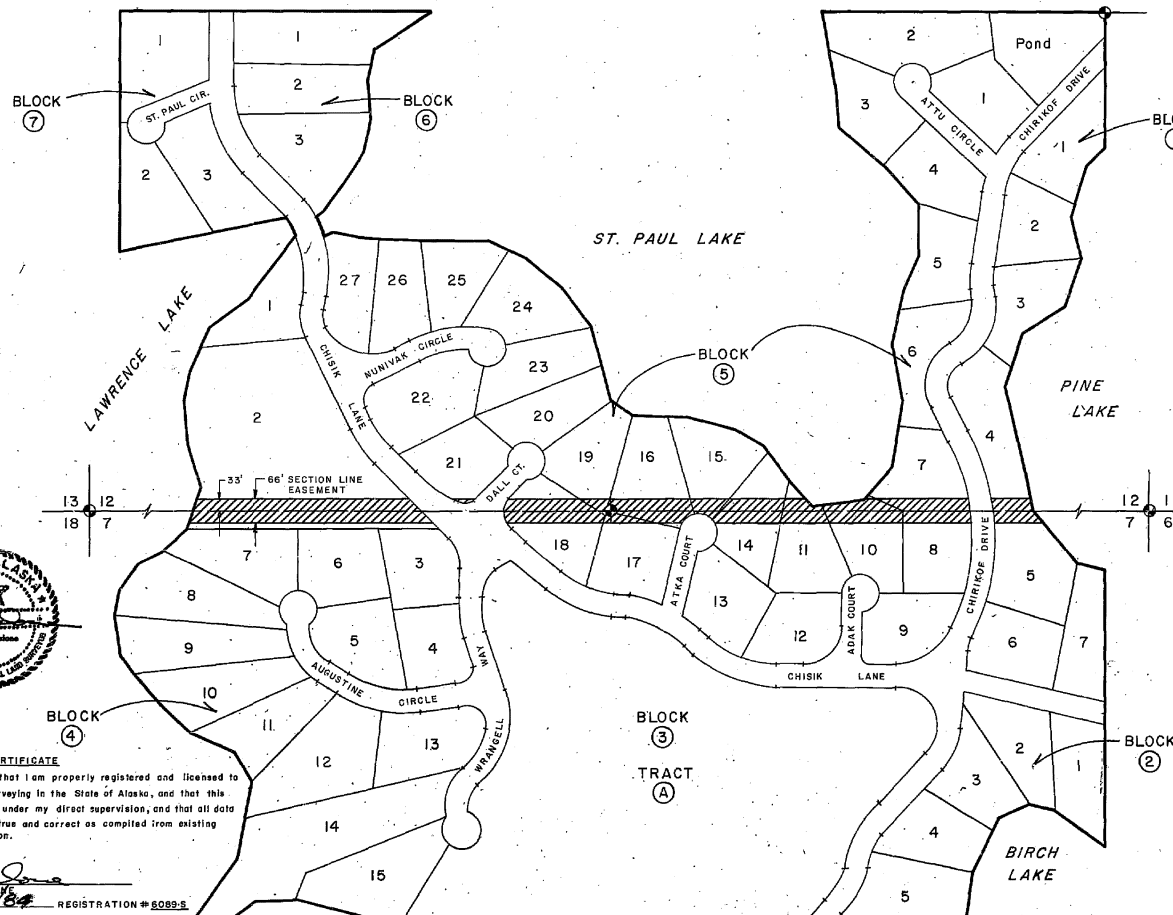 1
1
2
Pond
BLOCK
7
ST. PAUL CIR.
2
BLOCK
6
3
2
3
3
ATTU CIRCLE
1
CHIRIKOF DRIVE
1
4
2
ST. PAUL LAKE
5
3
LAWRENCE LAKE
1
27
26
25
24
CHISIK
LANE
NUNIVAK CIRCLE
23
22
BLOCK
5
6
PINE
LAKE
2
20
4
21
DALL CT.
19
16
15
7
33'
66' SECTION LINE
EASEMENT
13 12
18 7
12 1
7 6
7
6
3
18
17
ATKA COURT
14
11
10
8
CHIRIKOF DRIVE
5
8
13
12
ADAK COURT
9
6
7
9
5
4
WAY
AUGUSTINE
CIRCLE
CHISIK LANE
10
BLOCK
4
11
12
13
WRANGELL
BLOCK
3
TRACT
A
2
1
BLOCK
2
3
4
14
15
5
BIRCH
LAKE
ALASKA
LAND SURVEYOR
RTIFICATE
that I am properly registered and licensed to
veying in the State of Alaska, and that this
under my direct supervision, and that all data
true and correct as compiled from existing
on.
84
REGISTRATION # 6089-S